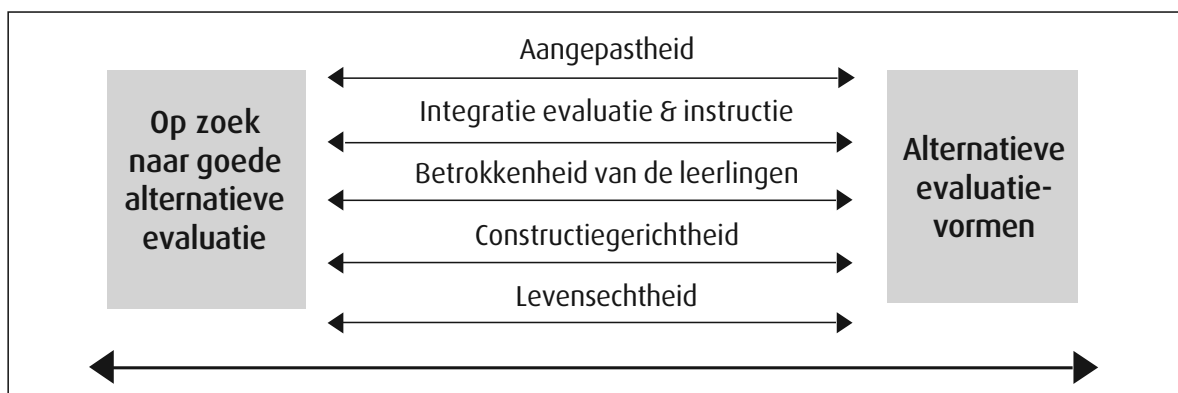 Op zoek
naar goede
alternatieve
evaluatie
Aangepastheid
Integratie evaluatie & instructie
Betrokkenheid van de leerlingen
Constructiegerichtheid
Levensechtheid
Alternatieve
evaluatie-
vormen